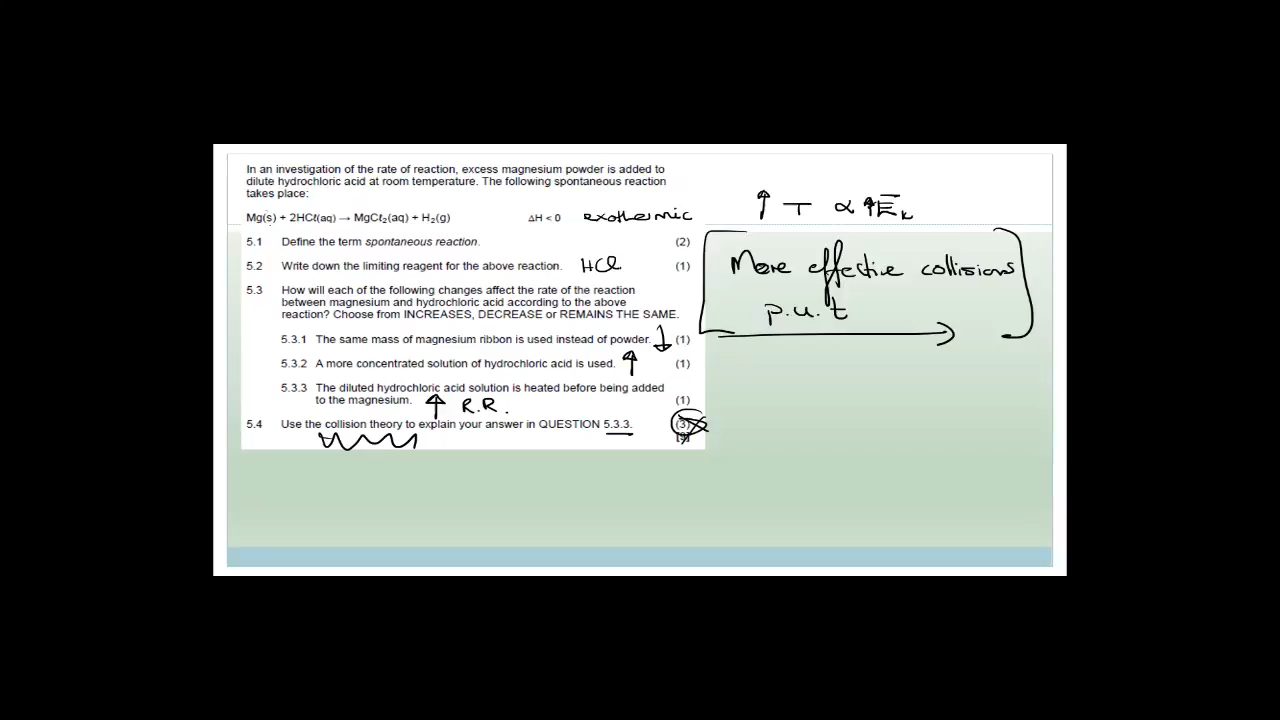 In an investigation of the rate of reaction, excess magnesium powder is added to
dilute hydrochloric acid at room temperature. The following spontaneous reaction
takes place:
Mg(s) + 2HCℓ(aq) → MgCℓ₂(aq) + H₂(g) ΔH < 0 exothermic
5.1 Define the term spontaneous reaction. (2)
5.2 Write down the limiting reagent for the above reaction. HCl (1)
5.3 How will each of the following changes affect the rate of the reaction
between magnesium and hydrochloric acid according to the above
reaction? Choose from INCREASES, DECREASE or REMAINS THE SAME.
5.3.1 The same mass of magnesium ribbon is used instead of powder. ↓ (1)
5.3.2 A more concentrated solution of hydrochloric acid is used. ↑ (1)
5.3.3 The diluted hydrochloric acid solution is heated before being added
to the magnesium. ↑ R.R. (1)
5.4 Use the collision theory to explain your answer in QUESTION 5.3.3. (3)
[9]
↑ T ∝ ↑ E̅k
More effective collisions
p.u.t